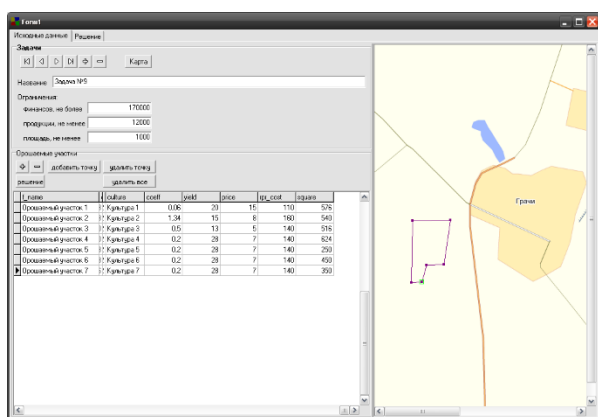 Form1
Исходные данные Решение
Задачи
Карта
Название Задача №9
Ограничения:
финансов, не более 170000
продукции, не менее 12000
площадь, не менее 1000
Орошаемые участки
добавить точку удалить точку
решение удалить все
f_name culture coeff yield price rpr_cost square
Орошаемый участок 1 Культура 1 0.06 20 15 110 576
Орошаемый участок 2 Культура 2 1.34 15 8 160 540
Орошаемый участок 3 Культура 3 0.5 13 5 140 516
Орошаемый участок 4 Культура 4 0.2 28 7 140 624
Орошаемый участок 5 Культура 5 0.2 28 7 140 250
Орошаемый участок 6 Культура 6 0.2 28 7 140 450
Орошаемый участок 7 Культура 7 0.2 28 7 140 350
Грачи